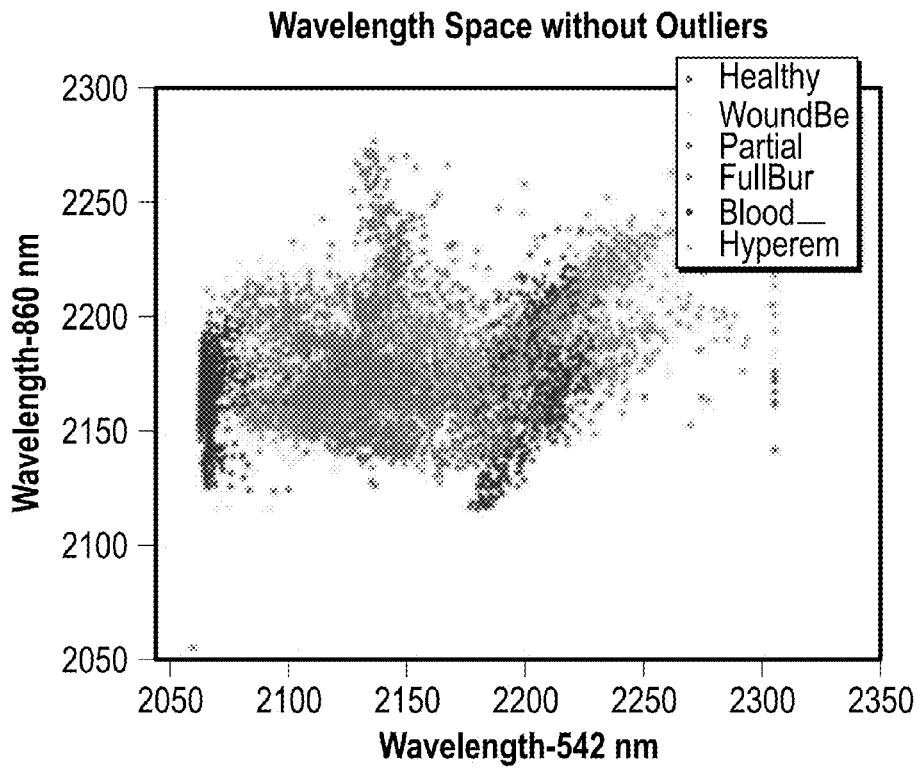 Wavelength Space without Outliers
Healthy
WoundBe
Partial
FullBur
Blood__
Hyperem
2300
2250
2200
2150
2100
2050
Wavelength-860 nm
2050 2100 2150 2200 2250 2300 2350
Wavelength-542 nm